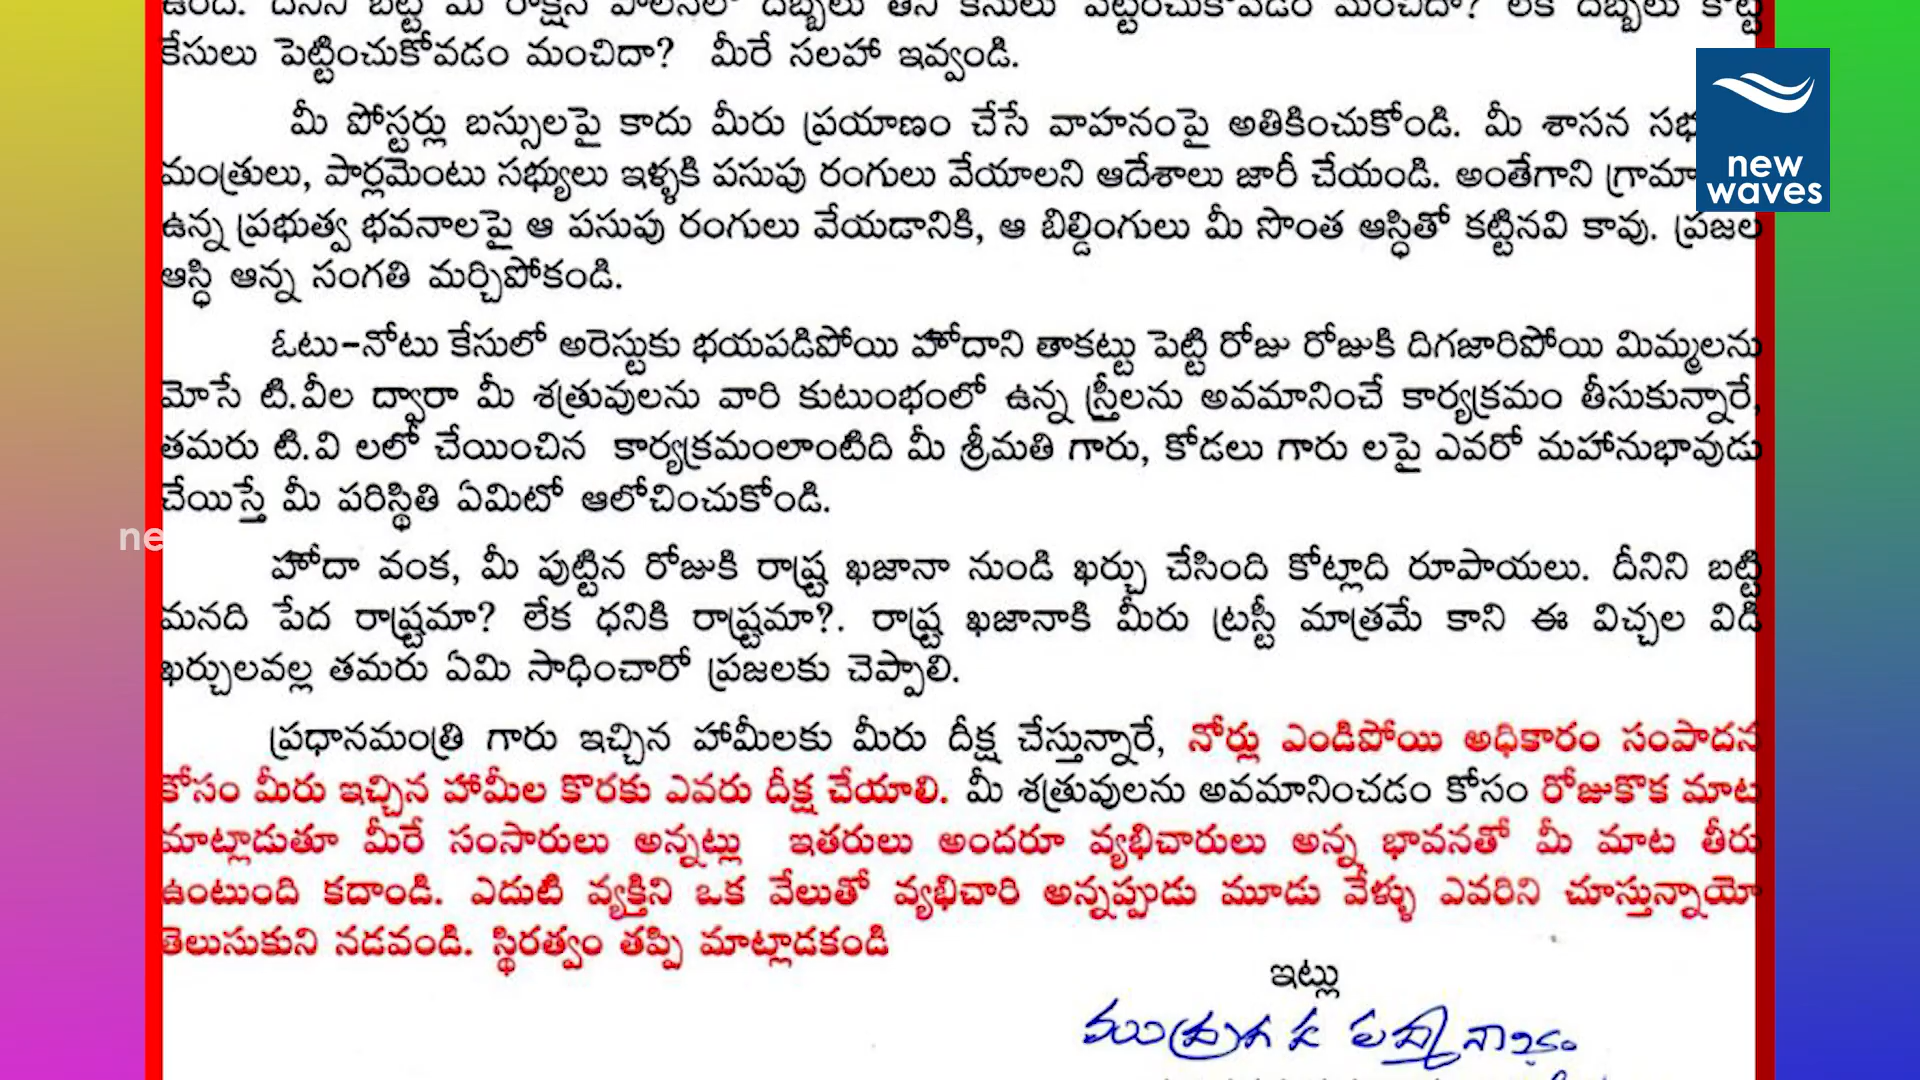 కేసులు పెట్టించుకోవడం మంచిదా? మీరే సలహా ఇవ్వండి.
మీ పోస్టర్లు బస్సులపై కాదు మీరు ప్రయాణం చేసే వాహనంపై అతికించుకోండి. మీ శాసన సభ
మంత్రులు, పార్లమెంటు సభ్యులు ఇళ్ళకి పసుపు రంగులు వేయాలని ఆదేశాలు జారీ చేయండి. అంతేగాని గ్రామా
ఉన్న ప్రభుత్వ భవనాలపై ఆ పసుపు రంగులు వేయడానికి, ఆ బిల్డింగులు మీ సొంత ఆస్ధితో కట్టినవి కావు. ప్రజల
ఆస్ధి ఆన్న సంగతి మర్చిపోకండి.
ఓటు-నోటు కేసులో అరెస్టుకు భయపడిపోయి హోదాని తాకట్టు పెట్టి రోజు రోజుకి దిగజారిపోయి మిమ్మలను
మోసే టి.వీల ద్వారా మీ శత్రువులను వారి కుటుంభంలో ఉన్న స్త్రీలను అవమానించే కార్యక్రమం తీసుకున్నారే,
తమరు టి.వి లలో చేయించిన కార్యక్రమంలాంటిది మీ శ్రీమతి గారు, కోడలు గారు లపై ఎవరో మహానుభావుడు
చేయిస్తే మీ పరిస్థితి ఏమిటో ఆలోచించుకోండి.
హోదా వంక, మీ పుట్టిన రోజుకి రాష్ట్ర ఖజానా నుండి ఖర్చు చేసింది కోట్లాది రూపాయలు. దీనిని బట్టి
మనది పేద రాష్ట్రమా? లేక ధనికి రాష్ట్రమా?. రాష్ట్ర ఖజానాకి మీరు ట్రస్టీ మాత్రమే కాని ఈ విచ్చల విడి
ఖర్చులవల్ల తమరు ఏమి సాధించారో ప్రజలకు చెప్పాలి.
ప్రధానమంత్రి గారు ఇచ్చిన హామీలకు మీరు దీక్ష చేస్తున్నారే, నోర్లు ఎండిపోయి అధికారం సంపాదన
కోసం మీరు ఇచ్చిన హామీల కొరకు ఎవరు దీక్ష చేయాలి. మీ శత్రువులను అవమానించడం కోసం రోజుకొక మాట
మాట్లాడుతూ మీరే సంసారులు అన్నట్లు ఇతరులు అందరూ వ్యభిచారులు అన్న భావనతో మీ మాట తీరు
ఉంటుంది కదాండి. ఎదుటి వ్యక్తిని ఒక వేలుతో వ్యభిచారి అన్నప్పుడు మూడు వేళ్ళు ఎవరిని చూస్తున్నాయో
తెలుసుకుని నడవండి. స్థిరత్వం తప్పి మాట్లాడకండి
ఇట్లు
ముద్రగడ పద్మనాభం
new
waves
ne